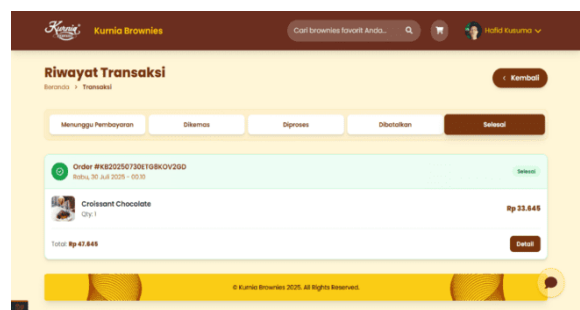 Kurnia
Kurnia Brownies
Cari brownies favorit Anda...
Hafid Kusuma
Riwayat Transaksi
Beranda > Transaksi
< Kembali
Menunggu Pembayaran
Dikemas
Diproses
Dibatalkan
Selesai
Order #KB20250730ETGBKOV2GD
Rabu, 30 Juli 2025 - 00.10
Selesai
Croissant Chocolate
Qty: 1
Rp 33.645
Total: Rp 47.645
Detail
© Kurnia Brownies 2025. All Rights Reserved.